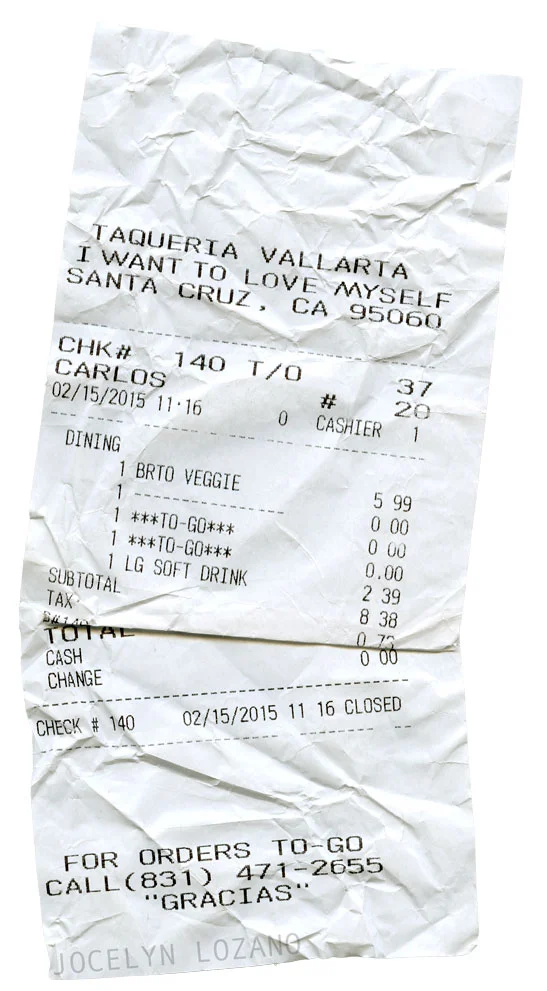 TAQUERIA VALLARTA
I WANT TO LOVE MYSELF
SANTA CRUZ, CA 95060
CHK# 140 T/O 37
CARLOS # 20
02/15/2015 11·16 0 CASHIER 1
DINING
1 BRTO VEGGIE 5 99
1 -------------- 0 00
1 ***TO-GO*** 0 00
1 ***TO-GO*** 0.00
1 LG SOFT DRINK 2 39
SUBTOTAL 8 38
TAX 0 73
TOTAL
CASH 0 00
CHANGE
CHECK # 140 02/15/2015 11 16 CLOSED
FOR ORDERS TO-GO
CALL(831) 471-2655
"GRACIAS"
JOCELYN LOZANO